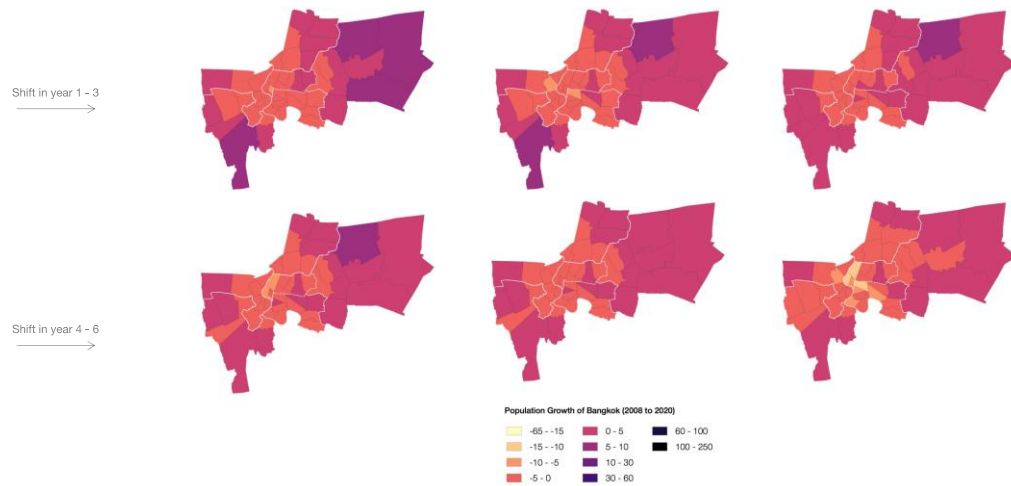 Shift in year 1 - 3
Shift in year 4 - 6
Population Growth of Bangkok (2008 to 2020)
-65 - -15
0 - 5
60 - 100
-15 - -10
5 - 10
100 - 250
-10 - -5
10 - 30
-5 - 0
30 - 60